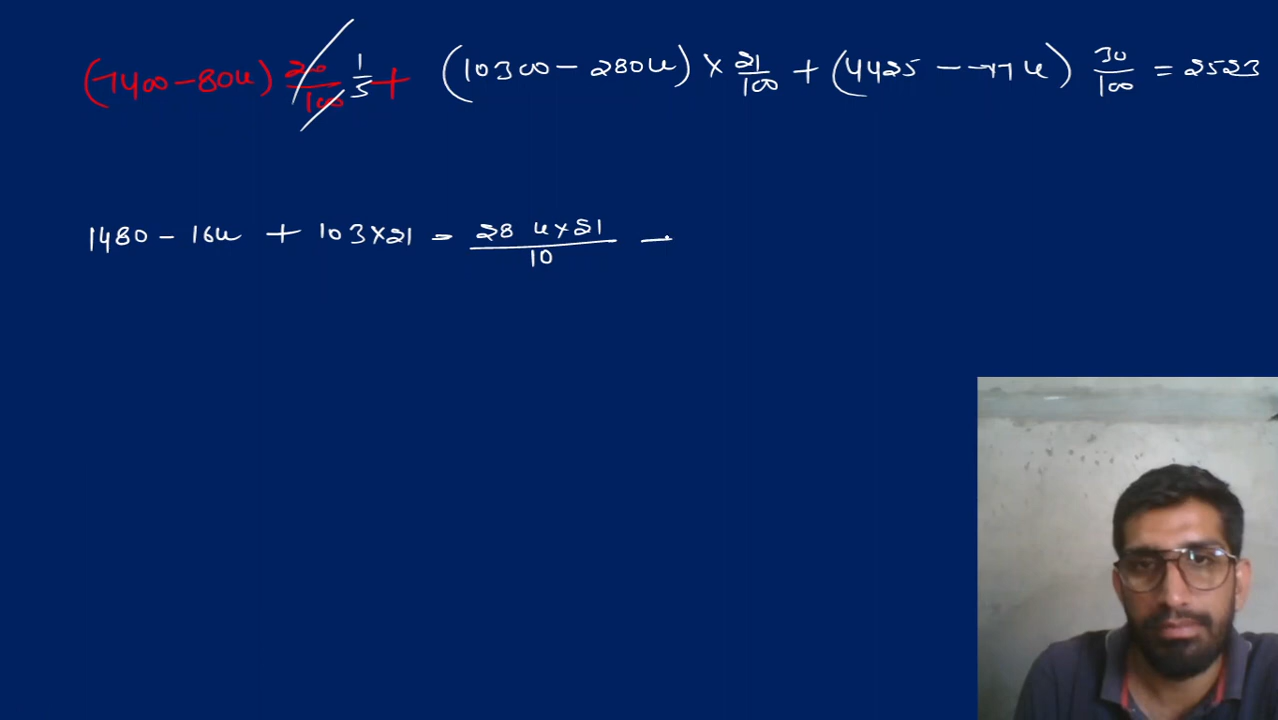 (7400 - 80u) 20/100 1/5 + (10300 - 280u) × 21/100 + (4425 - 77u) 30/100 = 2523
1480 - 16u + 103×21 - 28 u×21/10 -